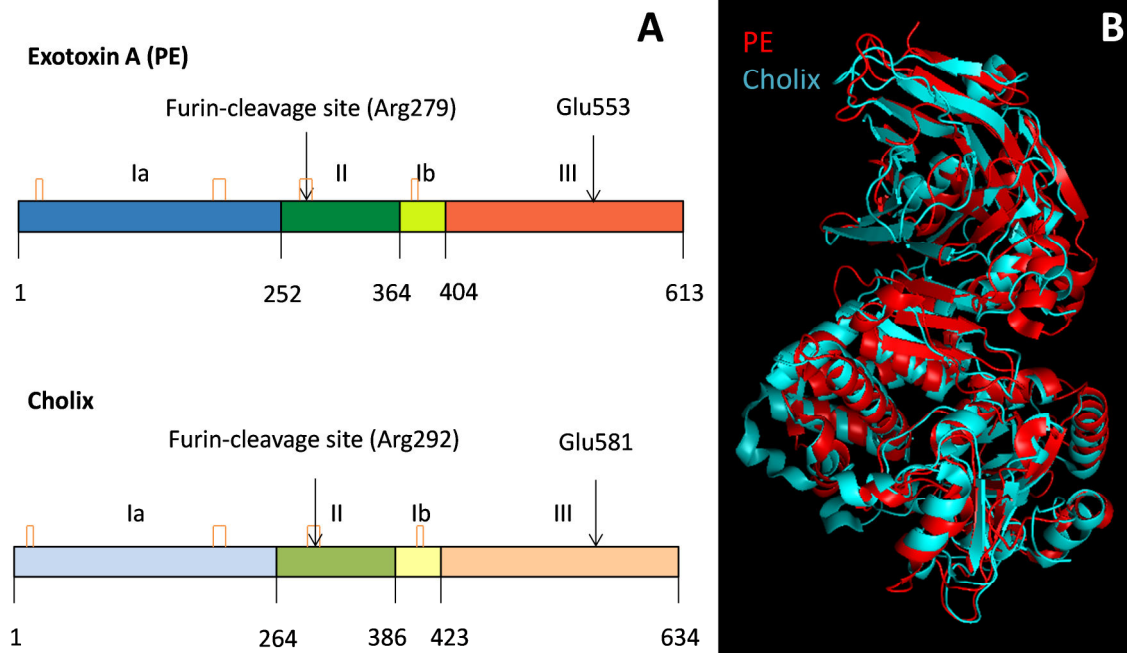 A
Exotoxin A (PE)
Furin-cleavage site (Arg279)
Glu553
Ia
II
Ib
III
1
252
364
404
613
Cholix
Furin-cleavage site (Arg292)
Glu581
Ia
II
Ib
III
1
264
386
423
634
B
PE
Cholix